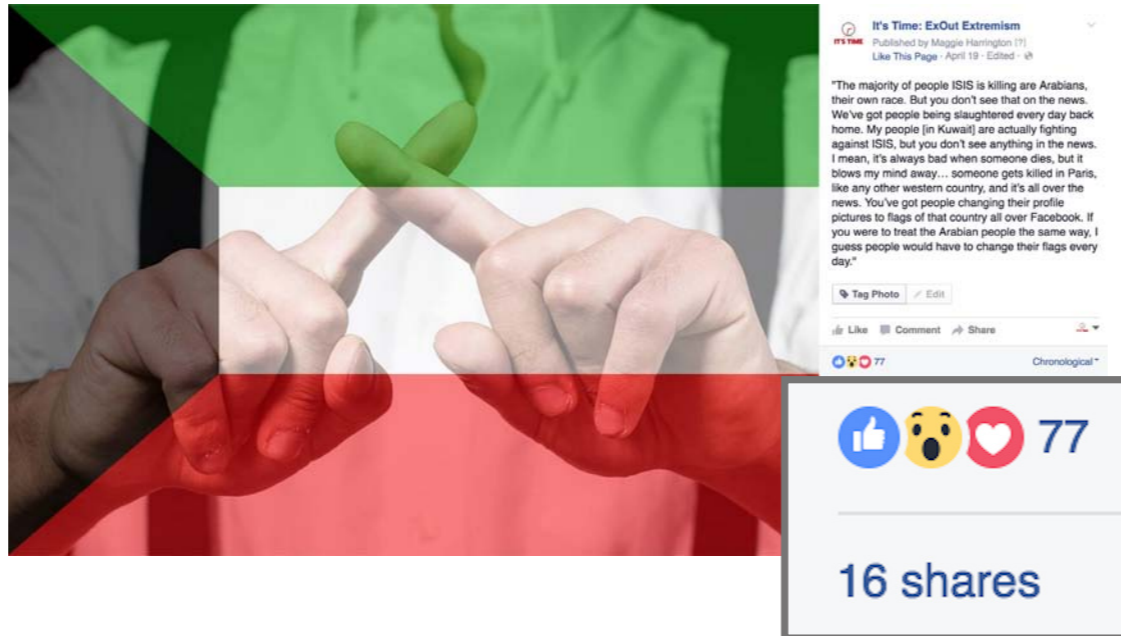 It's Time: ExOut Extremism
IT'S TIME
Published by Maggie Harrington [?]
Like This Page · April 19 · Edited ·
"The majority of people ISIS is killing are Arabians,
their own race. But you don't see that on the news.
We've got people being slaughtered every day back
home. My people [in Kuwait] are actually fighting
against ISIS, but you don't see anything in the news.
I mean, it's always bad when someone dies, but it
blows my mind away… someone gets killed in Paris,
like any other western country, and it's all over the
news. You've got people changing their profile
pictures to flags of that country all over Facebook. If
you were to treat the Arabian people the same way, I
guess people would have to change their flags every
day."
Tag Photo Edit
Like Comment Share
77 Chronological
77
16 shares